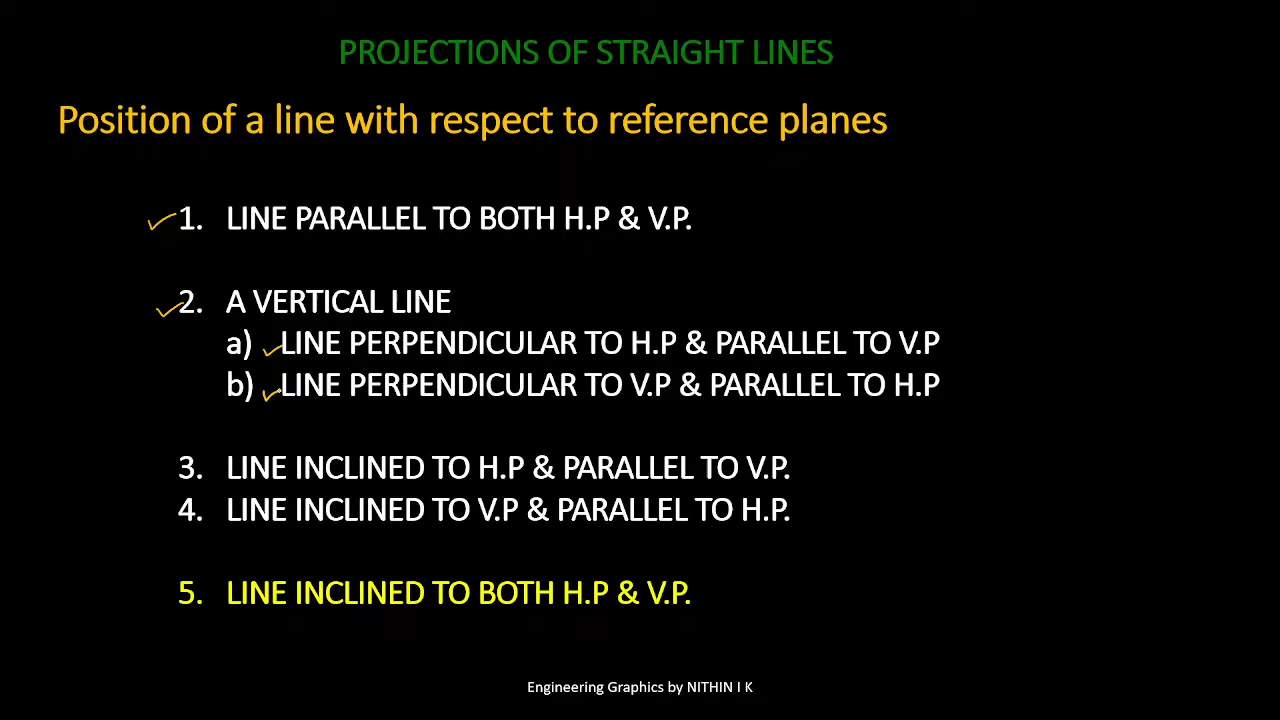 PROJECTIONS OF STRAIGHT LINES
Position of a line with respect to reference planes
1. LINE PARALLEL TO BOTH H.P & V.P.
2. A VERTICAL LINE
a) LINE PERPENDICULAR TO H.P & PARALLEL TO V.P
b) LINE PERPENDICULAR TO V.P & PARALLEL TO H.P
3. LINE INCLINED TO H.P & PARALLEL TO V.P.
4. LINE INCLINED TO V.P & PARALLEL TO H.P.
5. LINE INCLINED TO BOTH H.P & V.P.
Engineering Graphics by NITHIN I K